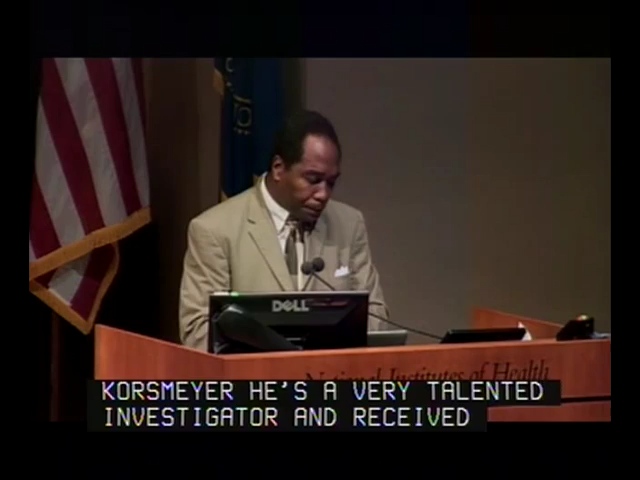 DELL
National Institutes of Health
KORSMEYER HE'S A VERY TALENTED
INVESTIGATOR AND RECEIVED